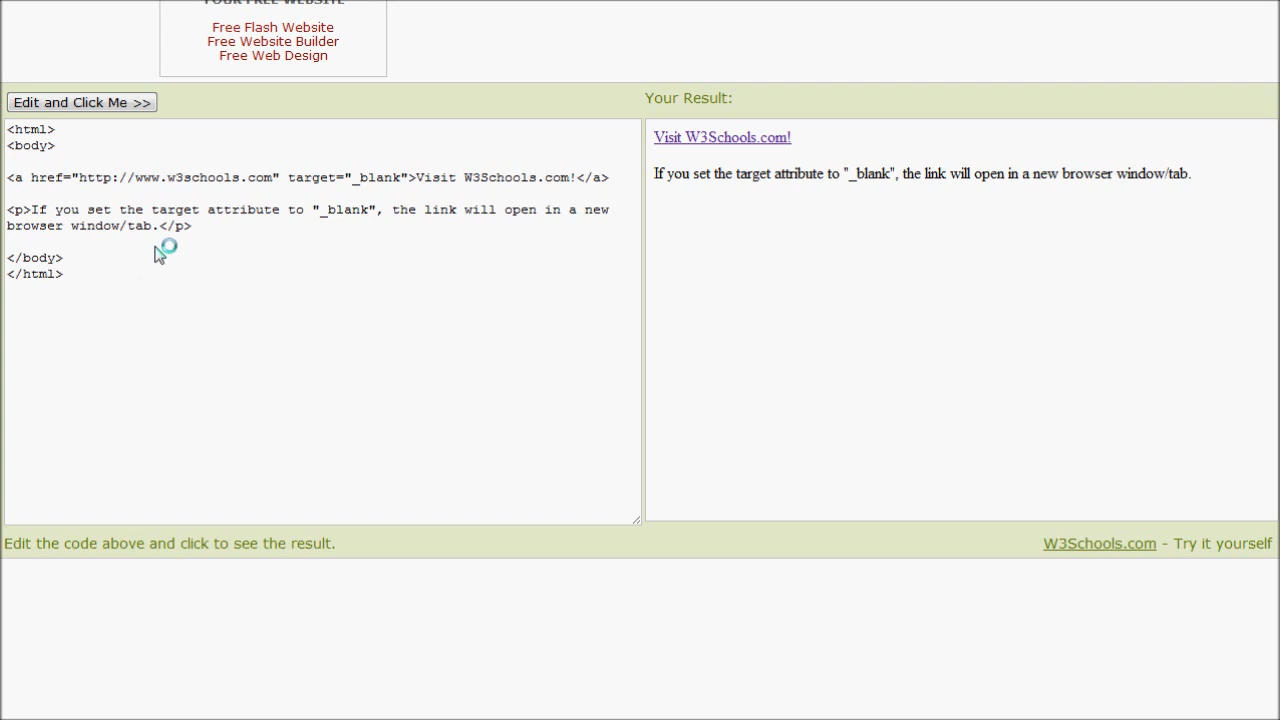 YOUR FREE WEBSITE
Free Flash Website
Free Website Builder
Free Web Design
Edit and Click Me >>
Your Result:
<html>
<body>
<a href="http://www.w3schools.com" target="_blank">Visit W3Schools.com!</a>
<p>If you set the target attribute to "_blank", the link will open in a new
browser window/tab.</p>
</body>
</html>
Visit W3Schools.com!
If you set the target attribute to "_blank", the link will open in a new browser window/tab.
Edit the code above and click to see the result.
W3Schools.com - Try it yourself